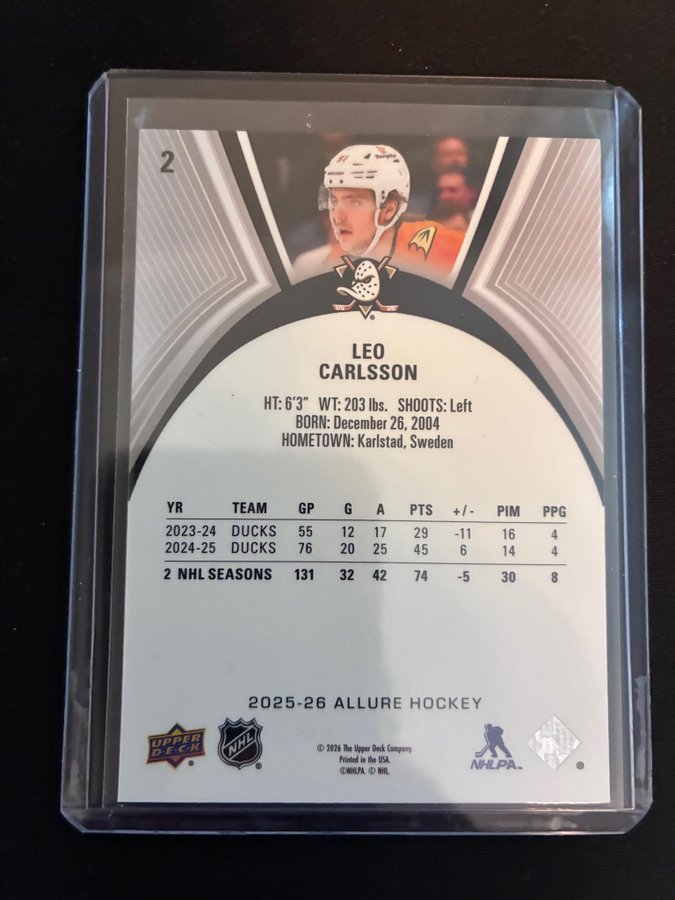 2
91
LEO
CARLSSON
HT: 6'3" WT: 203 lbs. SHOOTS: Left
BORN: December 26, 2004
HOMETOWN: Karlstad, Sweden
YR TEAM GP G A PTS +/- PIM PPG
2023-24 DUCKS 55 12 17 29 -11 16 4
2024-25 DUCKS 76 20 25 45 6 14 4
2 NHL SEASONS 131 32 42 74 -5 30 8
2025-26 ALLURE HOCKEY
UPPER
D•E•C•K
NHL
© 2026 The Upper Deck Company.
Printed in the USA.
©NHLPA. © NHL.
NHLPA™